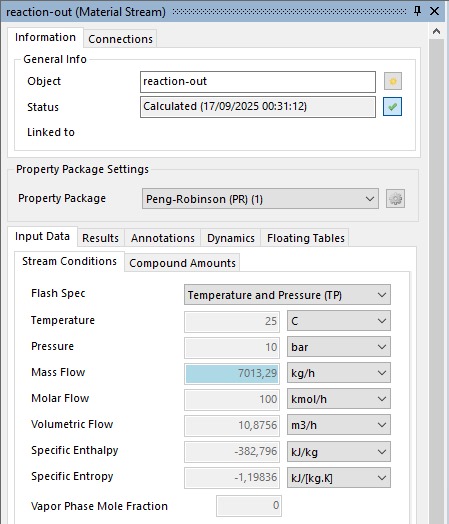 reaction-out (Material Stream)
Information Connections
General Info
Object reaction-out
Status Calculated (17/09/2025 00:31:12)
Linked to
Property Package Settings
Property Package Peng-Robinson (PR) (1)
Input Data Results Annotations Dynamics Floating Tables
Stream Conditions Compound Amounts
Flash Spec Temperature and Pressure (TP)
Temperature 25 C
Pressure 10 bar
Mass Flow 7013,29 kg/h
Molar Flow 100 kmol/h
Volumetric Flow 10,8756 m3/h
Specific Enthalpy -382,796 kJ/kg
Specific Entropy -1,19836 kJ/[kg.K]
Vapor Phase Mole Fraction 0